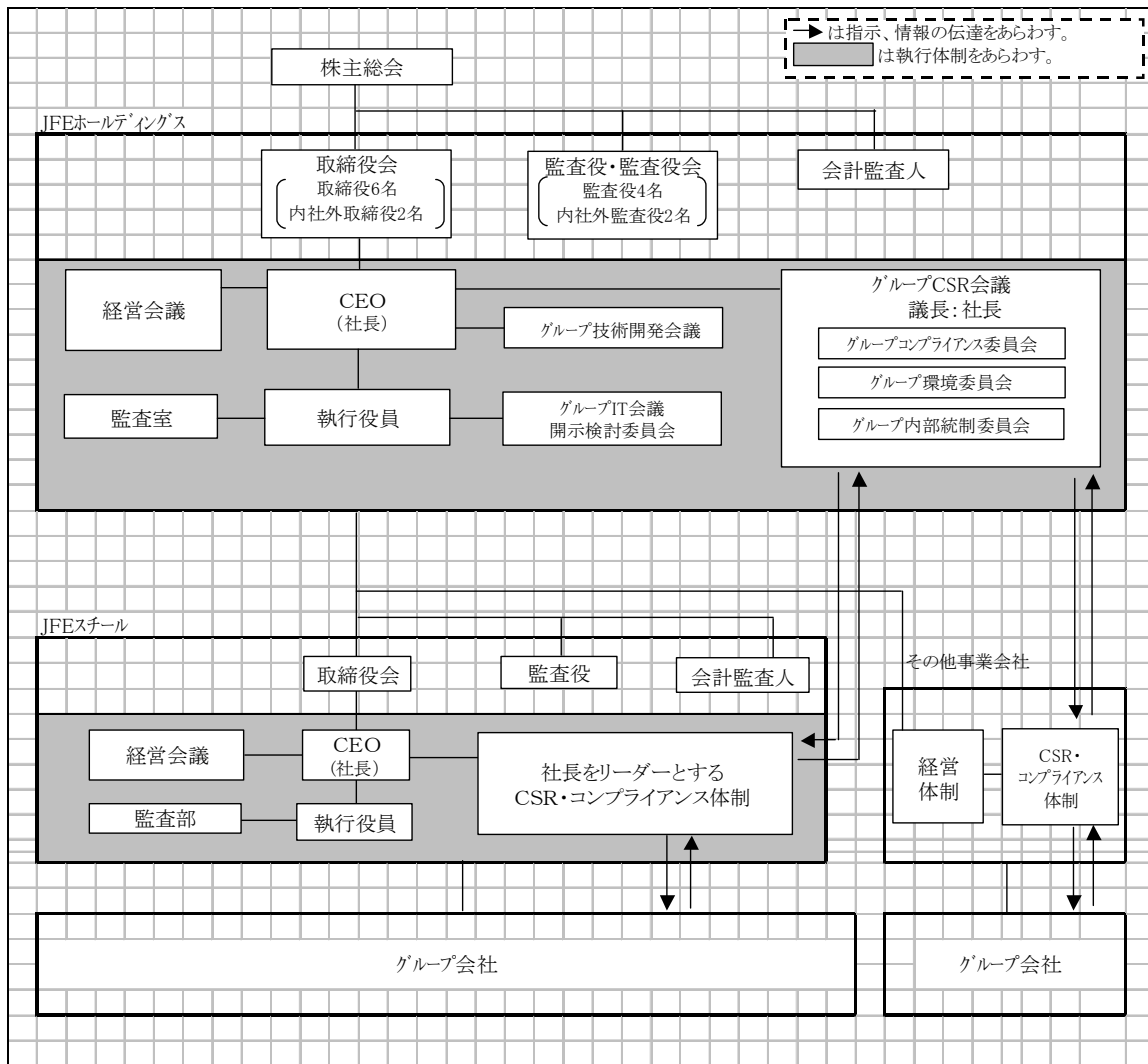 は指示、情報の伝達をあらわす。
は執行体制をあらわす。
株主総会
JFEホールディングス
取締役会
取締役6名
内社外取締役2名
監査役・監査役会
監査役4名
内社外監査役2名
会計監査人
経営会議
CEO
(社長)
グループ技術開発会議
グループCSR会議
議長:社長
グループコンプライアンス委員会
グループ環境委員会
グループ内部統制委員会
監査室
執行役員
グループIT会議
開示検討委員会
JFEスチール
取締役会
監査役
会計監査人
その他事業会社
経営会議
CEO
(社長)
社長をリーダーとする
CSR・コンプライアンス体制
監査部
執行役員
経営
体制
CSR・
コンプライアンス
体制
グループ会社
グループ会社